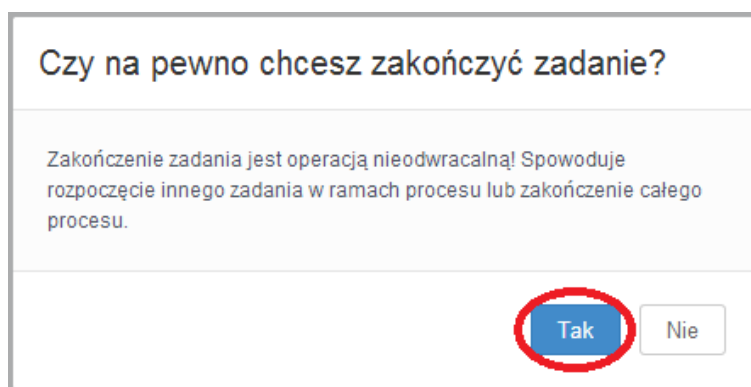 Czy na pewno chcesz zakończyć zadanie?
Zakończenie zadania jest operacją nieodwracalną! Spowoduje
rozpoczęcie innego zadania w ramach procesu lub zakończenie całego
procesu.
Tak Nie